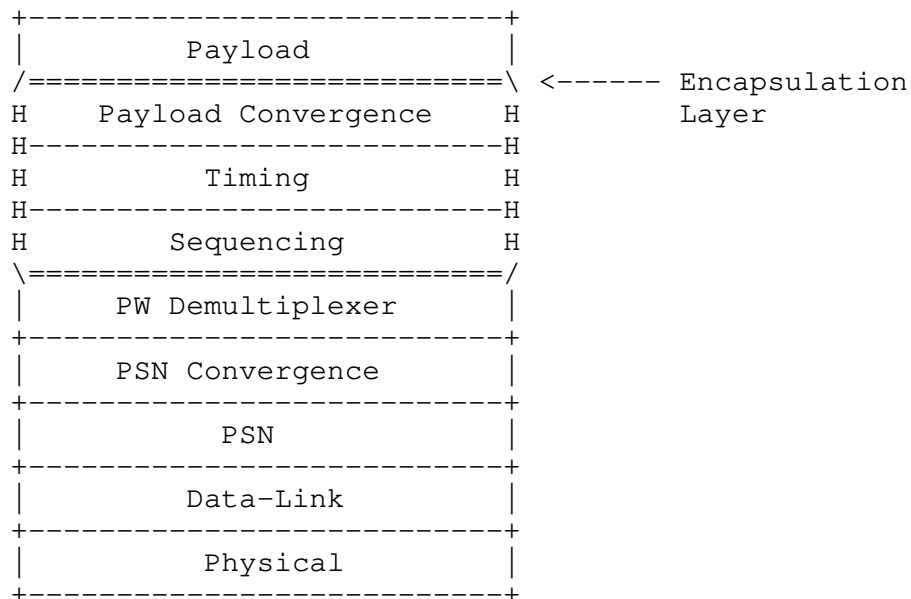 +---------------------------+
|         Payload           |
/===========================\ <------ Encapsulation
H    Payload Convergence    H         Layer
H---------------------------H
H          Timing           H
H---------------------------H
H        Sequencing         H
\===========================/
|     PW Demultiplexer      |
+---------------------------+
|     PSN Convergence       |
+---------------------------+
|           PSN             |
+---------------------------+
|         Data-Link         |
+---------------------------+
|          Physical         |
+---------------------------+